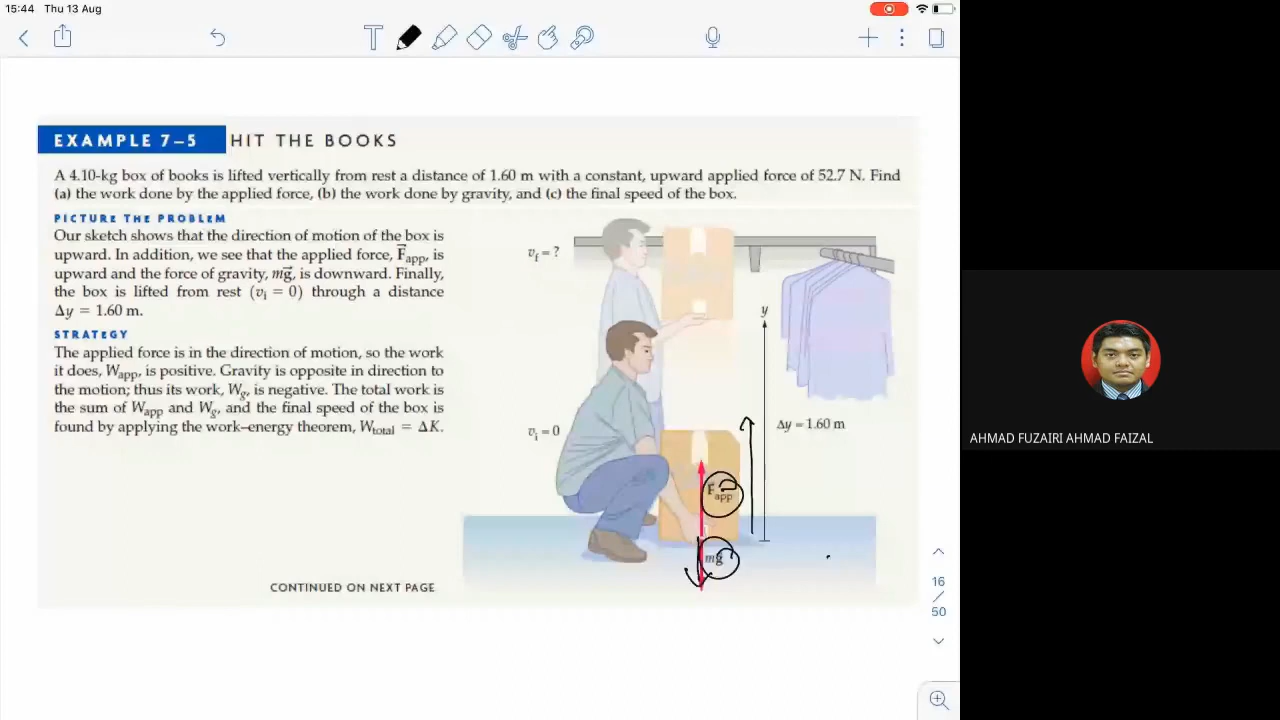 15:44 Thu 13 Aug
EXAMPLE 7–5 HIT THE BOOKS
A 4.10-kg box of books is lifted vertically from rest a distance of 1.60 m with a constant, upward applied force of 52.7 N. Find
(a) the work done by the applied force, (b) the work done by gravity, and (c) the final speed of the box.
PICTURE THE PROBLEM
Our sketch shows that the direction of motion of the box is
upward. In addition, we see that the applied force, F⃗app, is
upward and the force of gravity, mg⃗, is downward. Finally,
the box is lifted from rest (vi = 0) through a distance
Δy = 1.60 m.
STRATEGY
The applied force is in the direction of motion, so the work
it does, Wapp, is positive. Gravity is opposite in direction to
the motion; thus its work, Wg, is negative. The total work is
the sum of Wapp and Wg, and the final speed of the box is
found by applying the work–energy theorem, Wtotal = ΔK.
CONTINUED ON NEXT PAGE
vf = ?
y
Δy = 1.60 m
vi = 0
Fapp
mg
16
/
50
AHMAD FUZAIRI AHMAD FAIZAL